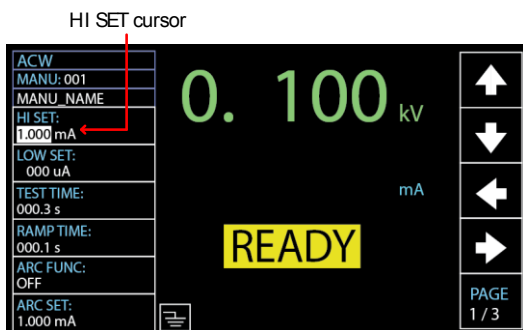 HI SET cursor
ACW
MANU: 001
MANU_NAME
HI SET:
1.000 mA
LOW SET:
000 uA
TEST TIME:
000.3 s
RAMP TIME:
000.1 s
ARC FUNC:
OFF
ARC SET:
1.000 mA
0. 100 kV
mA
READY
PAGE
1 / 3